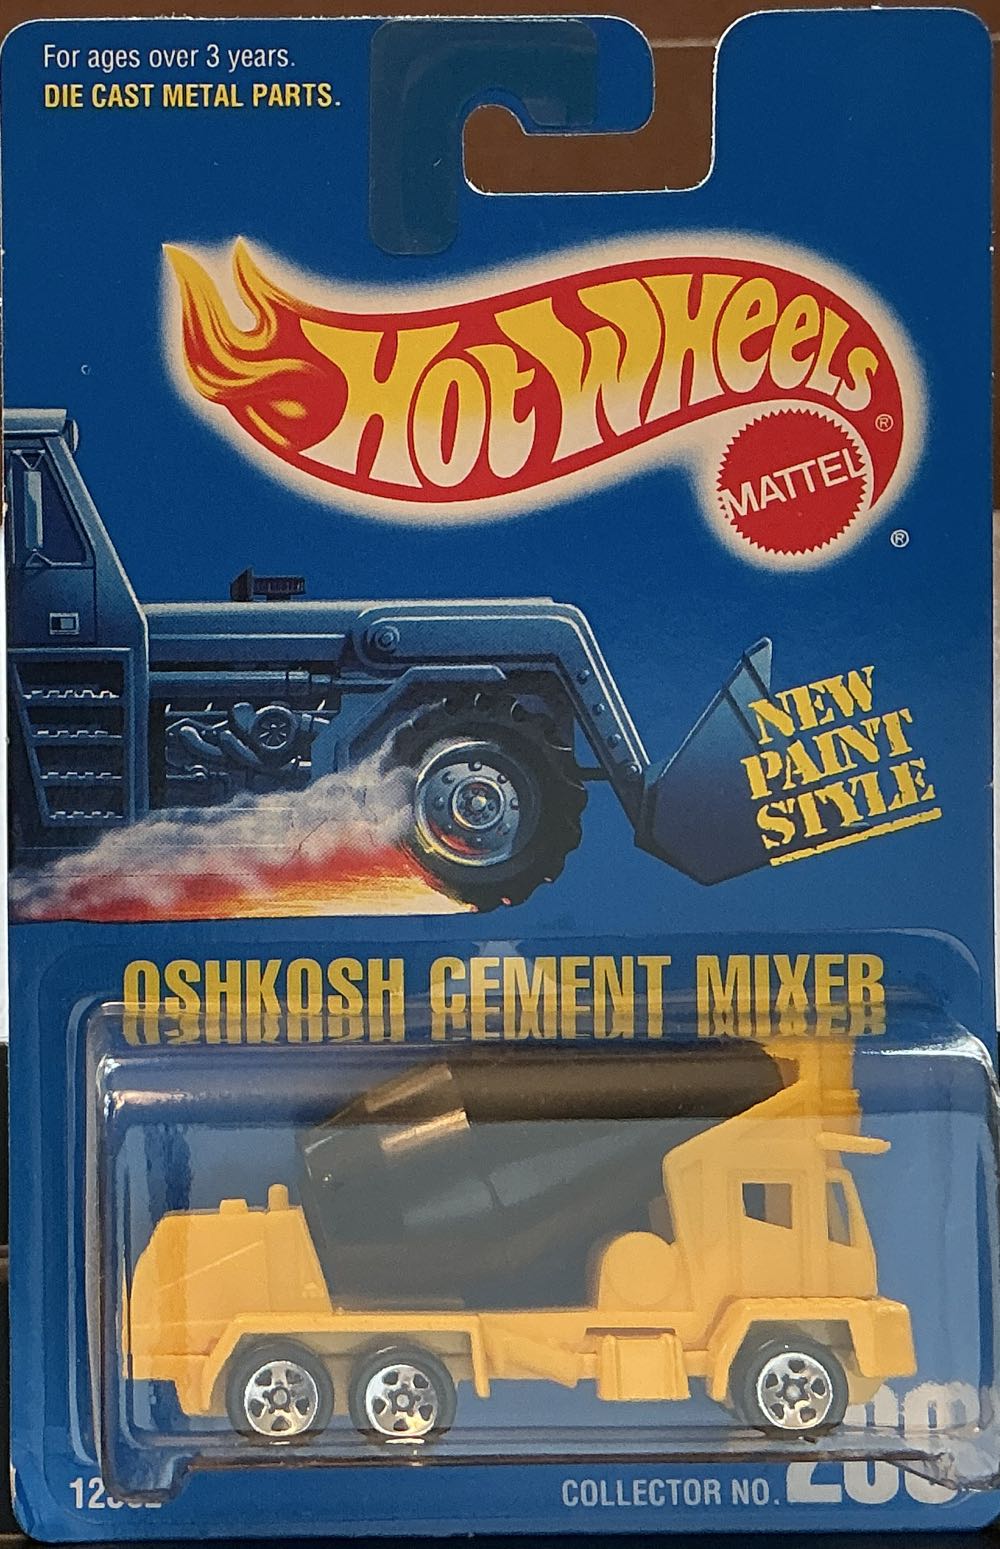 For ages over 3 years.
DIE CAST METAL PARTS.
HOT WHEELS ®
MATTEL
®
NEW
PAINT
STYLE
OSHKOSH CEMENT MIXER
COLLECTOR NO.